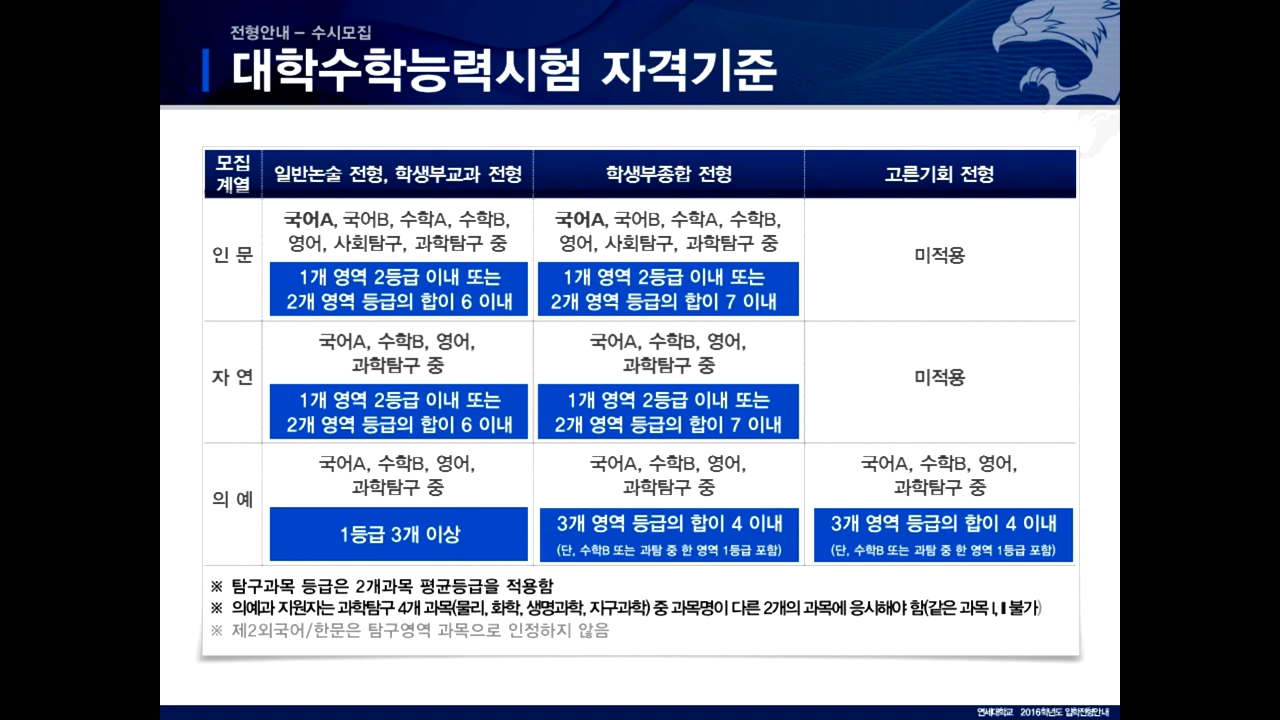 전형안내 – 수시모집
대학수학능력시험 자격기준
모집
계열
일반논술 전형, 학생부교과 전형
학생부종합 전형
고른기회 전형
인 문
국어A, 국어B, 수학A, 수학B,
영어, 사회탐구, 과학탐구 중
1개 영역 2등급 이내 또는
2개 영역 등급의 합이 6 이내
국어A, 국어B, 수학A, 수학B,
영어, 사회탐구, 과학탐구 중
1개 영역 2등급 이내 또는
2개 영역 등급의 합이 7 이내
미적용
자 연
국어A, 수학B, 영어,
과학탐구 중
1개 영역 2등급 이내 또는
2개 영역 등급의 합이 6 이내
국어A, 수학B, 영어,
과학탐구 중
1개 영역 2등급 이내 또는
2개 영역 등급의 합이 7 이내
미적용
의 예
국어A, 수학B, 영어,
과학탐구 중
1등급 3개 이상
국어A, 수학B, 영어,
과학탐구 중
3개 영역 등급의 합이 4 이내
(단, 수학B 또는 과탐 중 한 영역 1등급 포함)
국어A, 수학B, 영어,
과학탐구 중
3개 영역 등급의 합이 4 이내
(단, 수학B 또는 과탐 중 한 영역 1등급 포함)
※ 탐구과목 등급은 2개과목 평균등급을 적용함
※ 의예과 지원자는 과학탐구 4개 과목(물리, 화학, 생명과학, 지구과학) 중 과목명이 다른 2개의 과목에 응시해야 함(같은 과목 I, II 불가)
※ 제2외국어/한문은 탐구영역 과목으로 인정하지 않음
연세대학교 2016학년도 입학전형안내